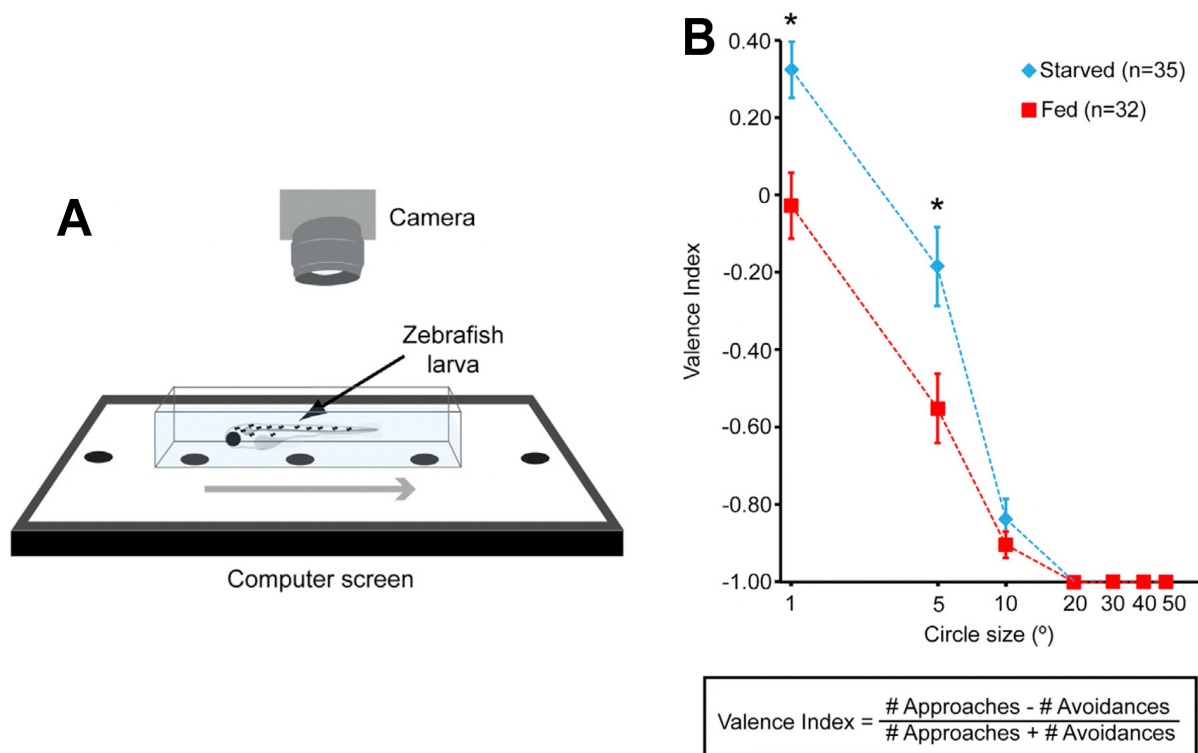 A
Camera
Zebrafish
larva
Computer screen
B
*
*
Starved (n=35)
Fed (n=32)
0.40
0.20
0
-0.20
-0.40
-0.60
-0.80
-1.00
Valence Index
1 5 10 20 30 40 50
Circle size (º)
Valence Index = # Approaches - # Avoidances
# Approaches + # Avoidances